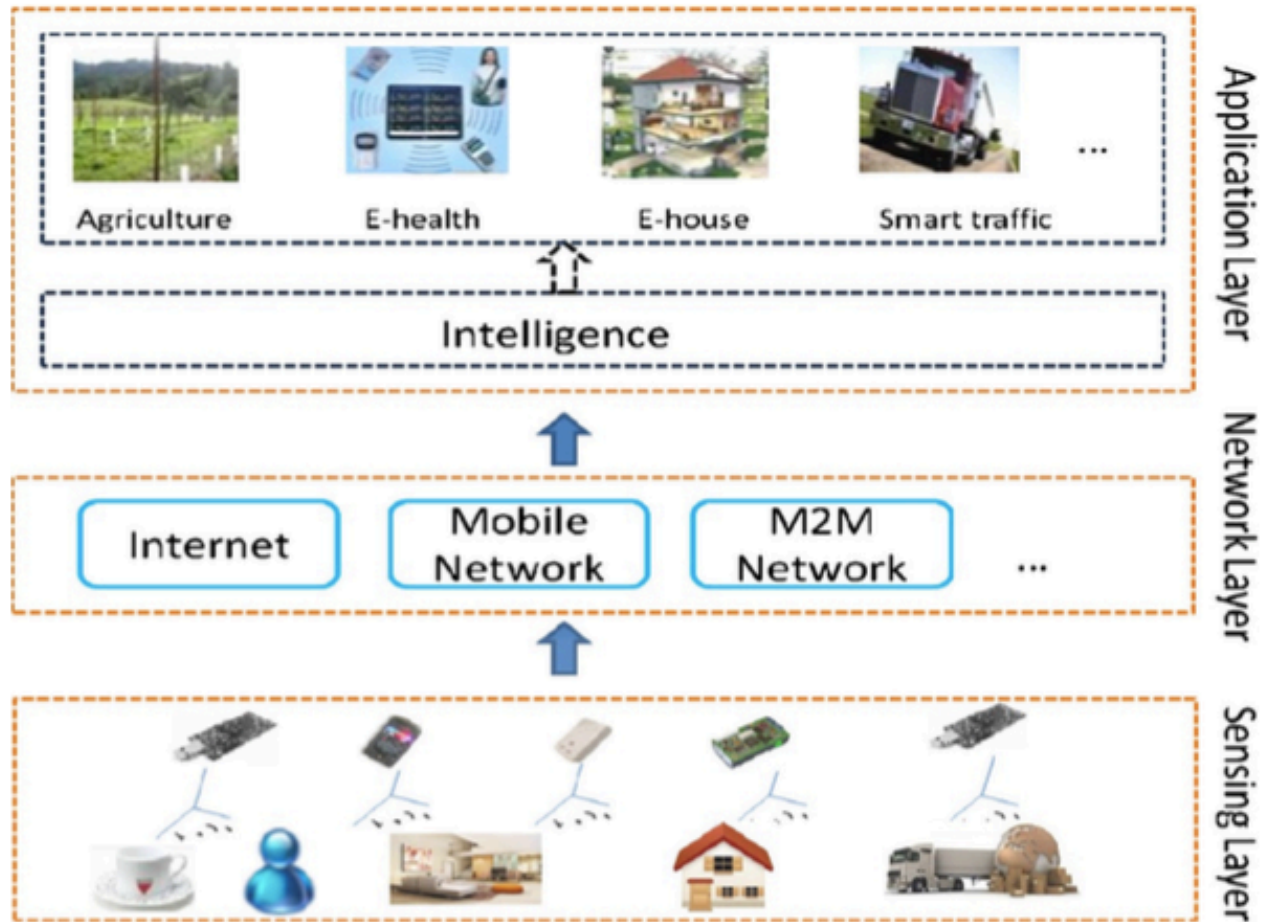 Agriculture
E-health
E-house
Smart traffic
...
Intelligence
Application Layer
Internet
Mobile
Network
M2M
Network
...
Network Layer
Sensing Layer